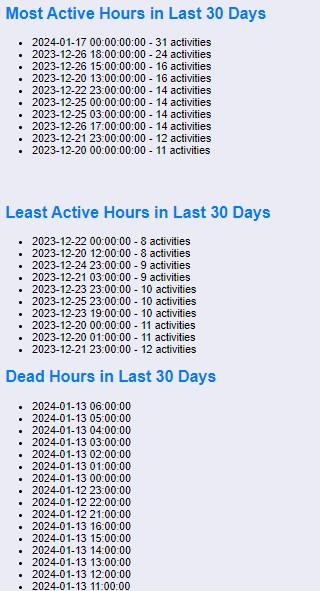 Most Active Hours in Last 30 Days
2024-01-17 00:00:00:00 - 31 activities
2023-12-26 18:00:00:00 - 24 activities
2023-12-26 15:00:00:00 - 16 activities
2023-12-20 13:00:00:00 - 16 activities
2023-12-22 23:00:00:00 - 14 activities
2023-12-25 00:00:00:00 - 14 activities
2023-12-25 03:00:00:00 - 14 activities
2023-12-26 17:00:00:00 - 14 activities
2023-12-21 23:00:00:00 - 12 activities
2023-12-20 00:00:00:00 - 11 activities
Least Active Hours in Last 30 Days
2023-12-22 00:00:00 - 8 activities
2023-12-20 12:00:00 - 8 activities
2023-12-24 23:00:00 - 9 activities
2023-12-21 03:00:00 - 9 activities
2023-12-23 23:00:00 - 10 activities
2023-12-25 23:00:00 - 10 activities
2023-12-23 19:00:00 - 10 activities
2023-12-20 00:00:00 - 11 activities
2023-12-20 01:00:00 - 11 activities
2023-12-21 23:00:00 - 12 activities
Dead Hours in Last 30 Days
2024-01-13 06:00:00
2024-01-13 05:00:00
2024-01-13 04:00:00
2024-01-13 03:00:00
2024-01-13 02:00:00
2024-01-13 01:00:00
2024-01-13 00:00:00
2024-01-12 23:00:00
2024-01-12 22:00:00
2024-01-12 21:00:00
2024-01-13 16:00:00
2024-01-13 15:00:00
2024-01-13 14:00:00
2024-01-13 13:00:00
2024-01-13 12:00:00
2024-01-13 11:00:00